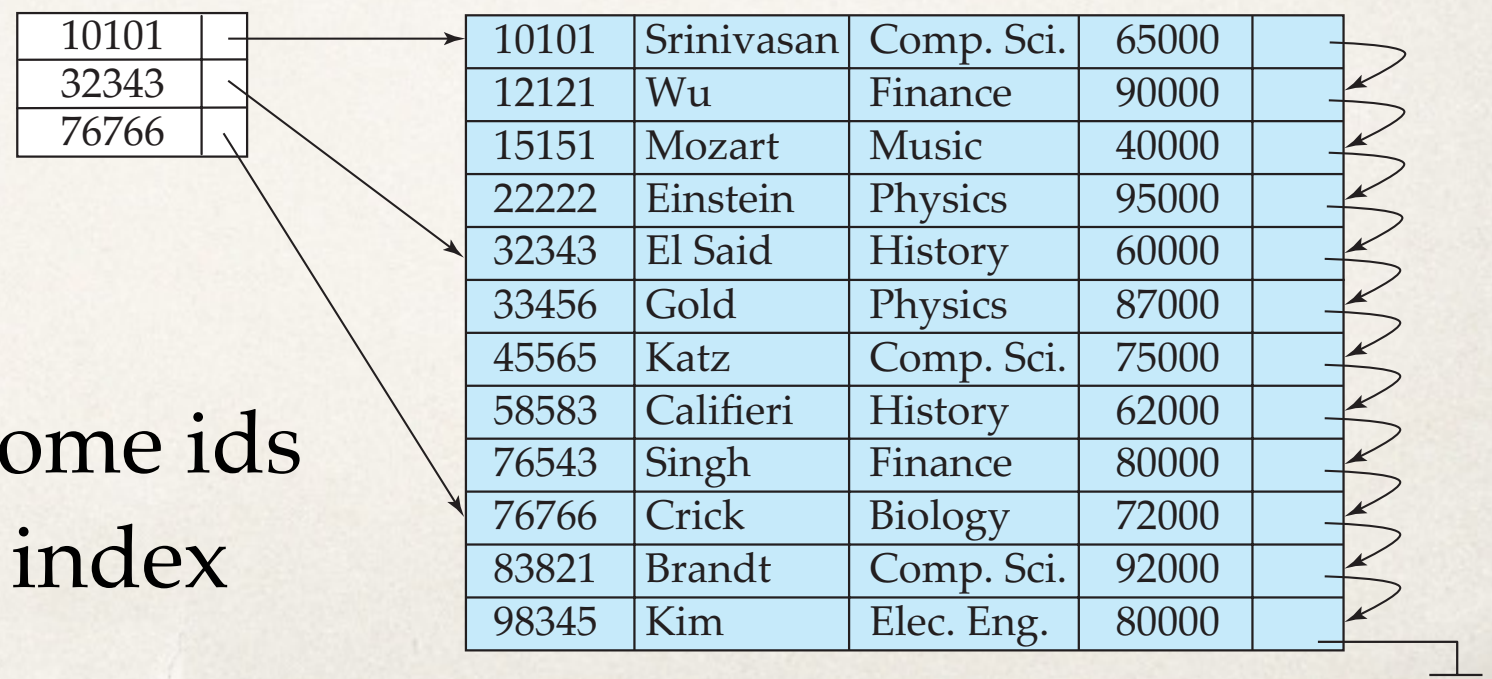 10101
32343
76766
10101 Srinivasan Comp. Sci. 65000
12121 Wu Finance 90000
15151 Mozart Music 40000
22222 Einstein Physics 95000
32343 El Said History 60000
33456 Gold Physics 87000
45565 Katz Comp. Sci. 75000
58583 Califieri History 62000
76543 Singh Finance 80000
76766 Crick Biology 72000
83821 Brandt Comp. Sci. 92000
98345 Kim Elec. Eng. 80000
ome ids
index